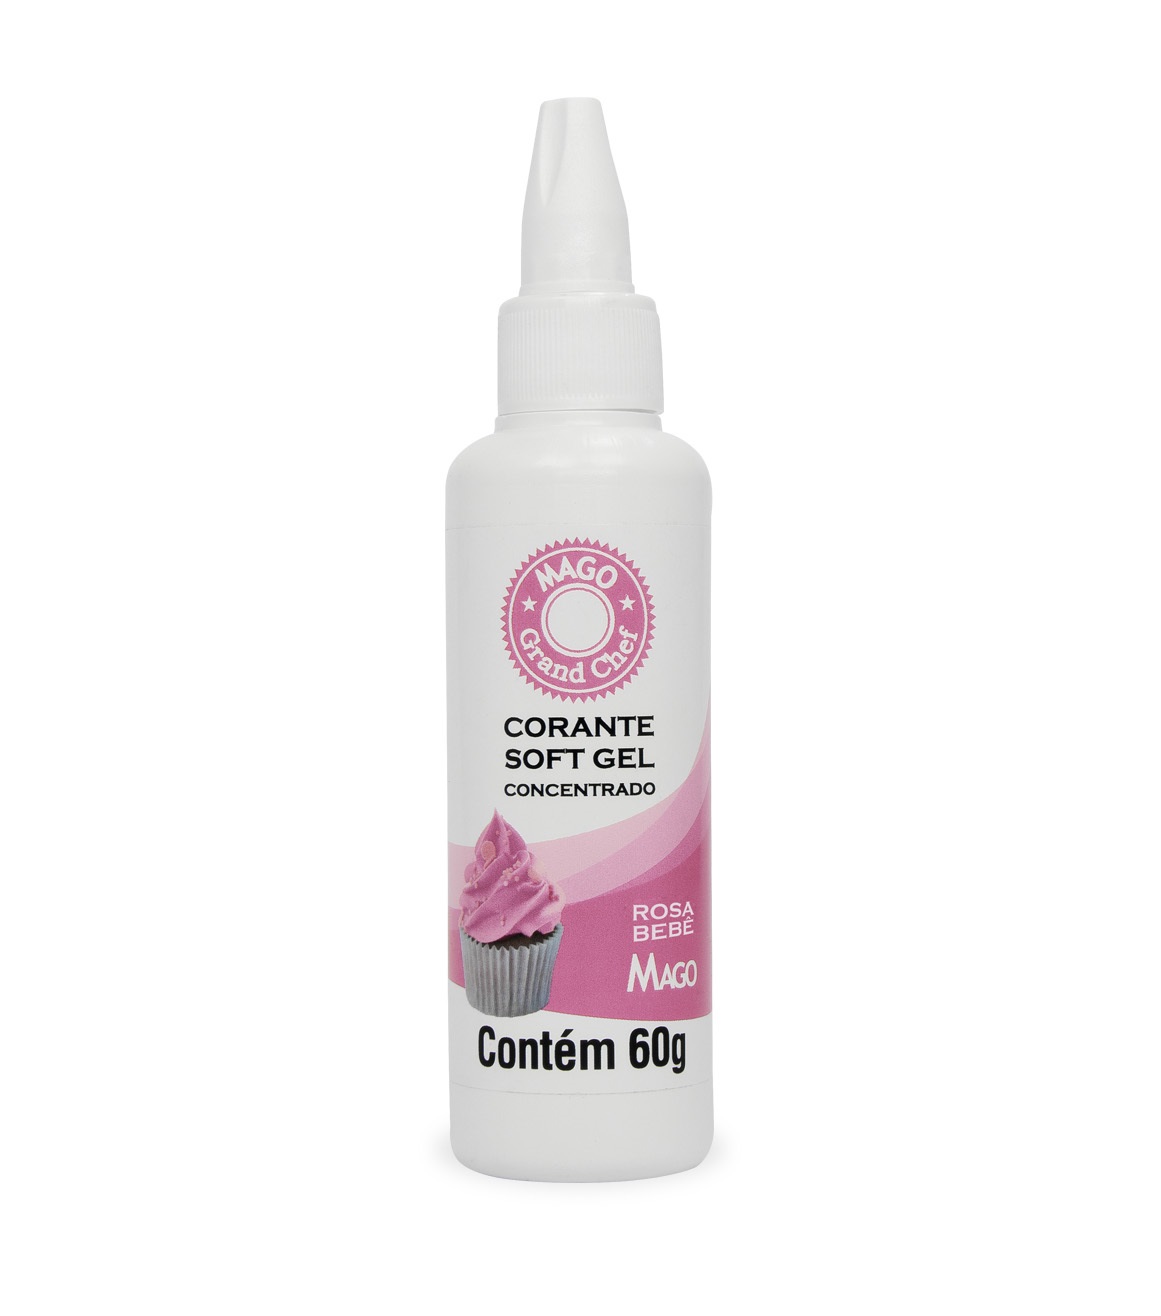 MAGO
Grand Chef
CORANTE
SOFT GEL
CONCENTRADO
ROSA
BEBÊ
MAGO
Contém 60g